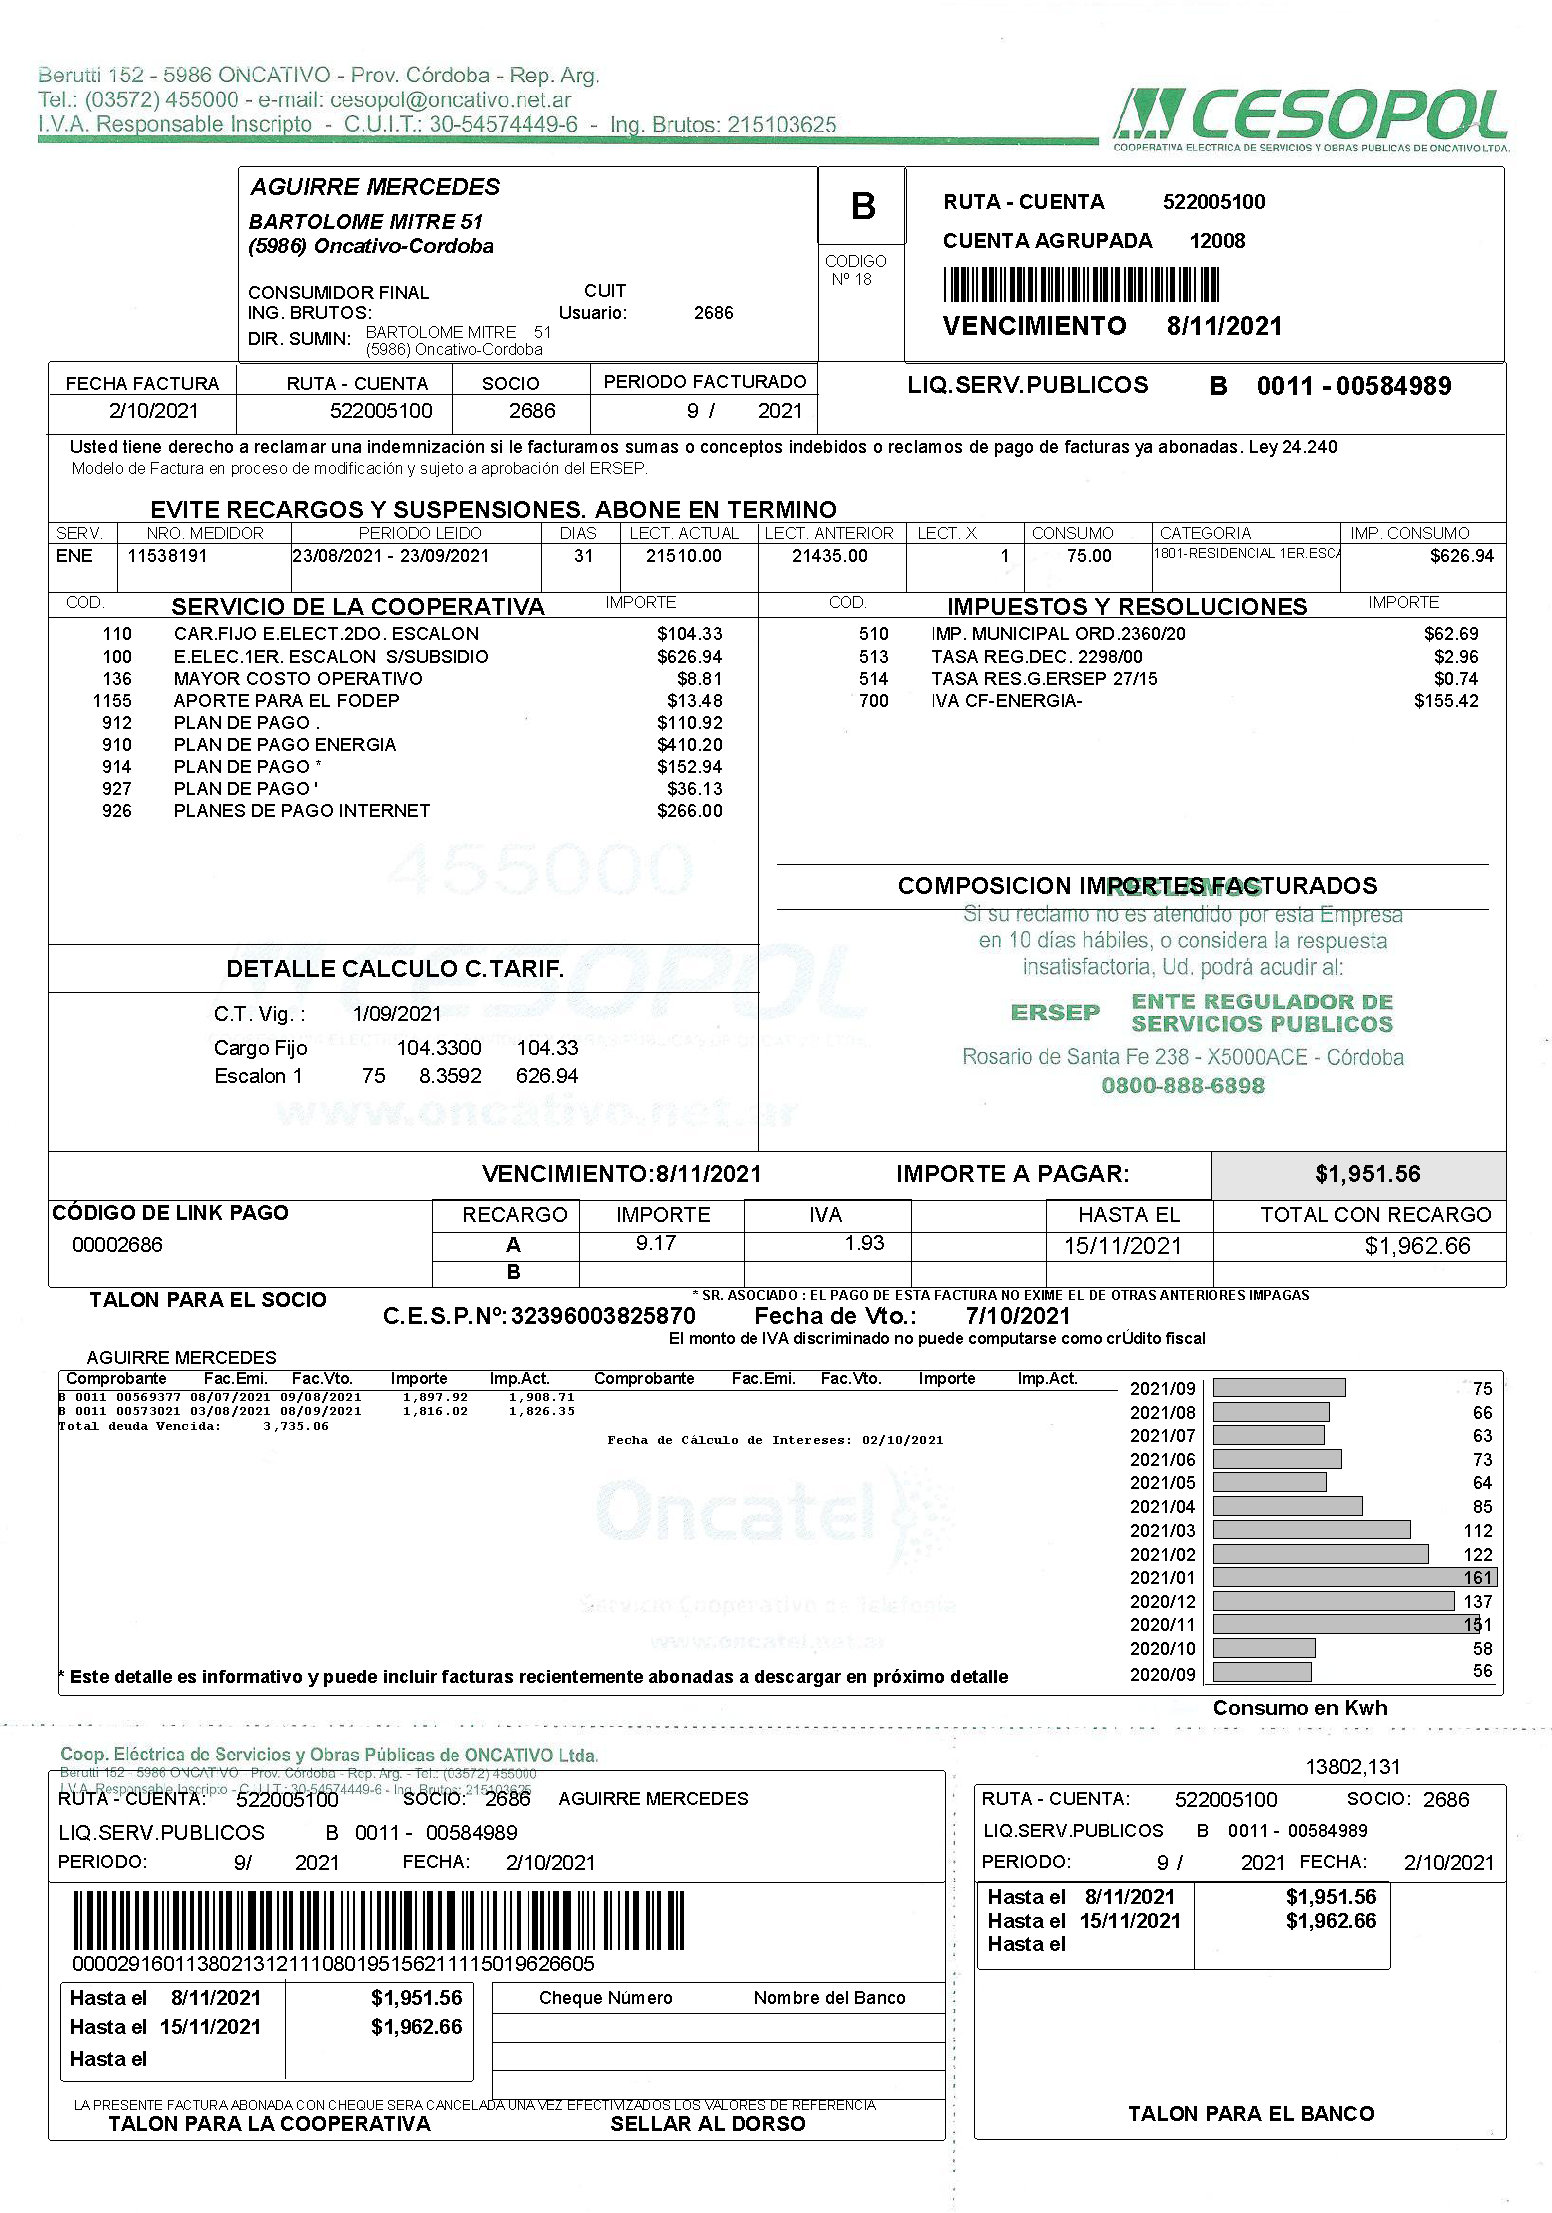 Berutti 152 - 5986 ONCATIVO - Prov. Córdoba - Rep. Arg.
Tel.: (03572) 455000 - e-mail: cesopol@oncativo.net.ar
I.V.A. Responsable Inscripto - C.U.I.T.: 30-54574449-6 - Ing. Brutos: 215103625
CESOPOL
COOPERATIVA ELECTRICA DE SERVICIOS Y OBRAS PUBLICAS DE ONCATIVO LTDA.
AGUIRRE MERCEDES
BARTOLOME MITRE 51
(5986) Oncativo-Cordoba
CONSUMIDOR FINAL CUIT
ING. BRUTOS: Usuario: 2686
DIR. SUMIN: BARTOLOME MITRE 51
(5986) Oncativo-Cordoba
B
CODIGO
Nº 18
RUTA - CUENTA 522005100
CUENTA AGRUPADA 12008
VENCIMIENTO 8/11/2021
FECHA FACTURA RUTA - CUENTA SOCIO PERIODO FACTURADO
2/10/2021 522005100 2686 9 / 2021
LIQ.SERV.PUBLICOS B 0011 - 00584989
Usted tiene derecho a reclamar una indemnización si le facturamos sumas o conceptos indebidos o reclamos de pago de facturas ya abonadas. Ley 24.240
Modelo de Factura en proceso de modificación y sujeto a aprobación del ERSEP.
EVITE RECARGOS Y SUSPENSIONES. ABONE EN TERMINO
SERV. NRO. MEDIDOR PERIODO LEIDO DIAS LECT. ACTUAL LECT. ANTERIOR LECT. X CONSUMO CATEGORIA IMP. CONSUMO
ENE 11538191 23/08/2021 - 23/09/2021 31 21510.00 21435.00 1 75.00 1801-RESIDENCIAL 1ER.ESCA $626.94
COD. SERVICIO DE LA COOPERATIVA IMPORTE
110 CAR.FIJO E.ELECT.2DO. ESCALON $104.33
100 E.ELEC.1ER. ESCALON S/SUBSIDIO $626.94
136 MAYOR COSTO OPERATIVO $8.81
1155 APORTE PARA EL FODEP $13.48
912 PLAN DE PAGO . $110.92
910 PLAN DE PAGO ENERGIA $410.20
914 PLAN DE PAGO * $152.94
927 PLAN DE PAGO ' $36.13
926 PLANES DE PAGO INTERNET $266.00
COD. IMPUESTOS Y RESOLUCIONES IMPORTE
510 IMP. MUNICIPAL ORD.2360/20 $62.69
513 TASA REG.DEC. 2298/00 $2.96
514 TASA RES.G.ERSEP 27/15 $0.74
700 IVA CF-ENERGIA- $155.42
455000
CESOPOL
www.oncativo.net.ar
DETALLE CALCULO C.TARIF.
C.T. Vig. : 1/09/2021
Cargo Fijo 104.3300 104.33
Escalon 1 75 8.3592 626.94
COMPOSICION IMPORTES FACTURADOS
RECLAMOS
Si su reclamo no es atendido por esta Empresa
en 10 días hábiles, o considera la respuesta
insatisfactoria, Ud. podrá acudir al:
ERSEP ENTE REGULADOR DE
SERVICIOS PUBLICOS
Rosario de Santa Fe 238 - X5000ACE - Córdoba
0800-888-6898
VENCIMIENTO:8/11/2021 IMPORTE A PAGAR: $1,951.56
CÓDIGO DE LINK PAGO
00002686
RECARGO IMPORTE IVA HASTA EL TOTAL CON RECARGO
A 9.17 1.93 15/11/2021 $1,962.66
B
TALON PARA EL SOCIO
* SR. ASOCIADO : EL PAGO DE ESTA FACTURA NO EXIME EL DE OTRAS ANTERIORES IMPAGAS
C.E.S.P.Nº: 32396003825870 Fecha de Vto.: 7/10/2021
El monto de IVA discriminado no puede computarse como crÚdito fiscal
AGUIRRE MERCEDES
Comprobante Fac.Emi. Fac.Vto. Importe Imp.Act. Comprobante Fac.Emi. Fac.Vto. Importe Imp.Act.
B 0011 00569377 08/07/2021 09/08/2021 1,897.92 1,908.71
B 0011 00573021 03/08/2021 08/09/2021 1,816.02 1,826.35
Total deuda Vencida: 3,735.06
Fecha de Cálculo de Intereses: 02/10/2021
Oncatel
Servicio Cooperativo de Telefonía
www.oncatel.net.ar
* Este detalle es informativo y puede incluir facturas recientemente abonadas a descargar en próximo detalle
2021/09 75
2021/08 66
2021/07 63
2021/06 73
2021/05 64
2021/04 85
2021/03 112
2021/02 122
2021/01 161
2020/12 137
2020/11 151
2020/10 58
2020/09 56
Consumo en Kwh
Coop. Eléctrica de Servicios y Obras Públicas de ONCATIVO Ltda.
Berutti 152 - 5986 ONCATIVO - Prov. Córdoba - Rep. Arg. - Tel.: (03572) 455000
I.V.A. Responsable Inscripto - C.U.I.T.: 30-54574449-6 - Ing. Brutos: 215103625
RUTA - CUENTA: 522005100 SOCIO: 2686 AGUIRRE MERCEDES
LIQ.SERV.PUBLICOS B 0011 - 00584989
PERIODO: 9/ 2021 FECHA: 2/10/2021
00002916011380213121110801951562111150196266​05
Hasta el 8/11/2021 $1,951.56
Hasta el 15/11/2021 $1,962.66
Hasta el
Cheque Número Nombre del Banco
LA PRESENTE FACTURA ABONADA CON CHEQUE SERA CANCELADA UNA VEZ EFECTIVIZADOS LOS VALORES DE REFERENCIA
TALON PARA LA COOPERATIVA SELLAR AL DORSO
13802,131
RUTA - CUENTA: 522005100 SOCIO: 2686
LIQ.SERV.PUBLICOS B 0011 - 00584989
PERIODO: 9 / 2021 FECHA: 2/10/2021
Hasta el 8/11/2021 $1,951.56
Hasta el 15/11/2021 $1,962.66
Hasta el
TALON PARA EL BANCO